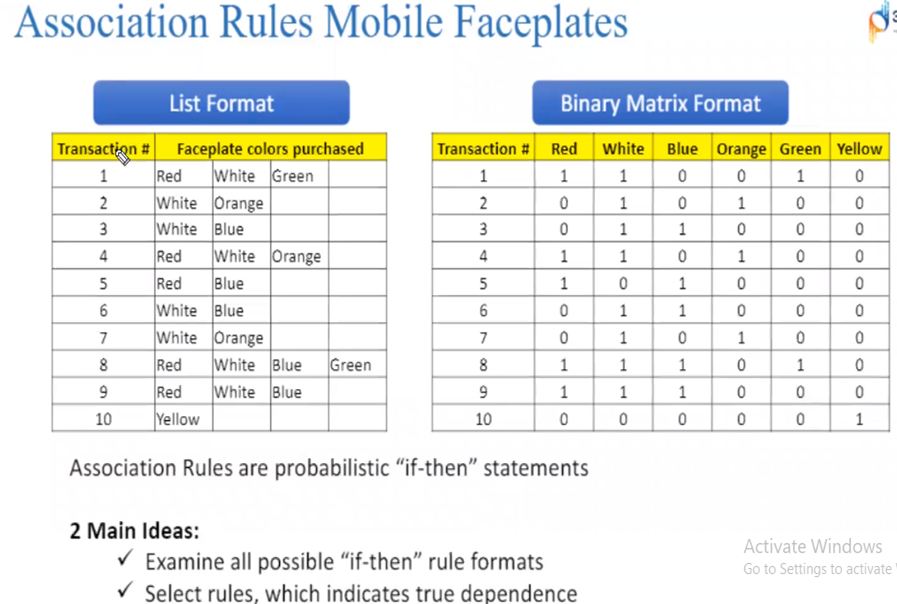 Association Rules Mobile Faceplates
List Format
Transaction # Faceplate colors purchased
1 Red White Green
2 White Orange
3 White Blue
4 Red White Orange
5 Red Blue
6 White Blue
7 White Orange
8 Red White Blue Green
9 Red White Blue
10 Yellow
Binary Matrix Format
Transaction # Red White Blue Orange Green Yellow
1 1 1 0 0 1 0
2 0 1 0 1 0 0
3 0 1 1 0 0 0
4 1 1 0 1 0 0
5 1 0 1 0 0 0
6 0 1 1 0 0 0
7 0 1 0 1 0 0
8 1 1 1 0 1 0
9 1 1 1 0 0 0
10 0 0 0 0 0 1
Association Rules are probabilistic “if-then” statements
2 Main Ideas:
✓ Examine all possible “if-then” rule formats
✓ Select rules, which indicates true dependence
Activate Windows
Go to Settings to activate